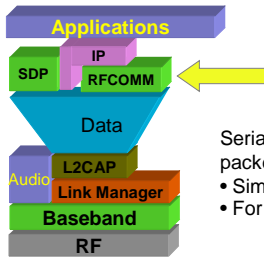 Applications
IP
SDP
RFCOMM
Data
Audio
L2CAP
Link Manager
Baseband
RF
Seria
packe
• Sim
• For